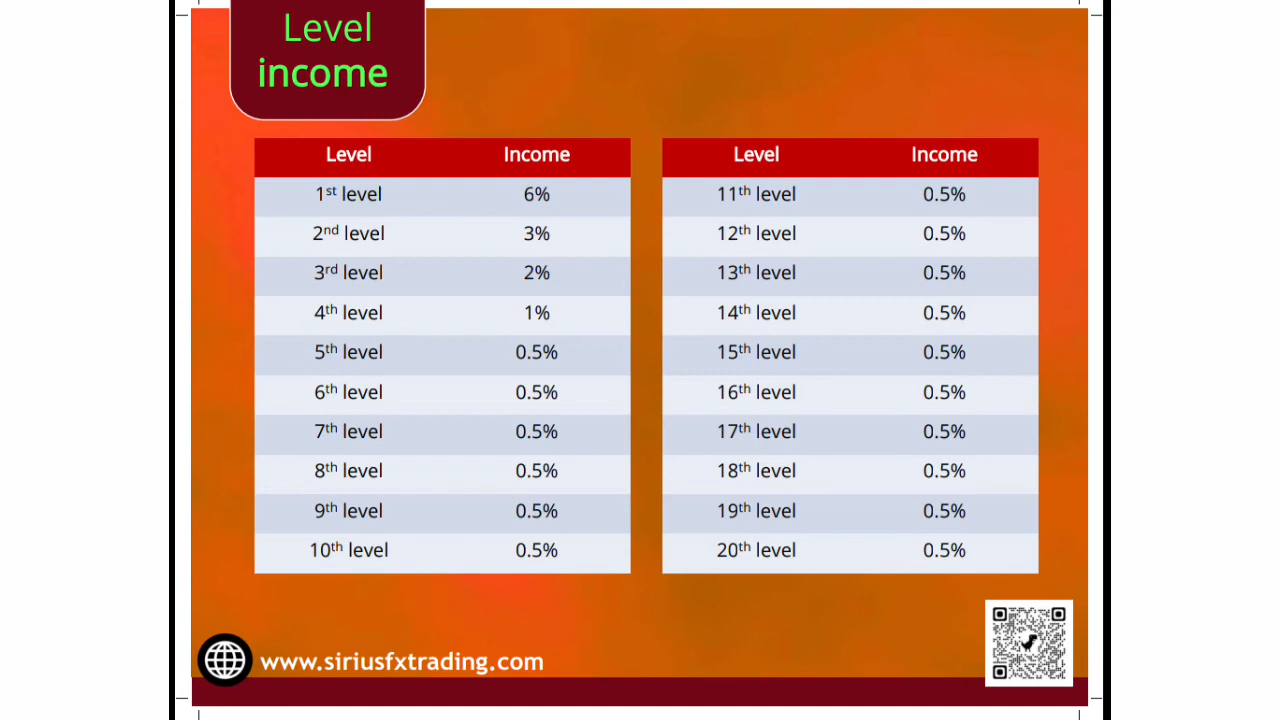 Level
income
Level Income
1st level 6%
2nd level 3%
3rd level 2%
4th level 1%
5th level 0.5%
6th level 0.5%
7th level 0.5%
8th level 0.5%
9th level 0.5%
10th level 0.5%
Level Income
11th level 0.5%
12th level 0.5%
13th level 0.5%
14th level 0.5%
15th level 0.5%
16th level 0.5%
17th level 0.5%
18th level 0.5%
19th level 0.5%
20th level 0.5%
www.siriusfxtrading.com